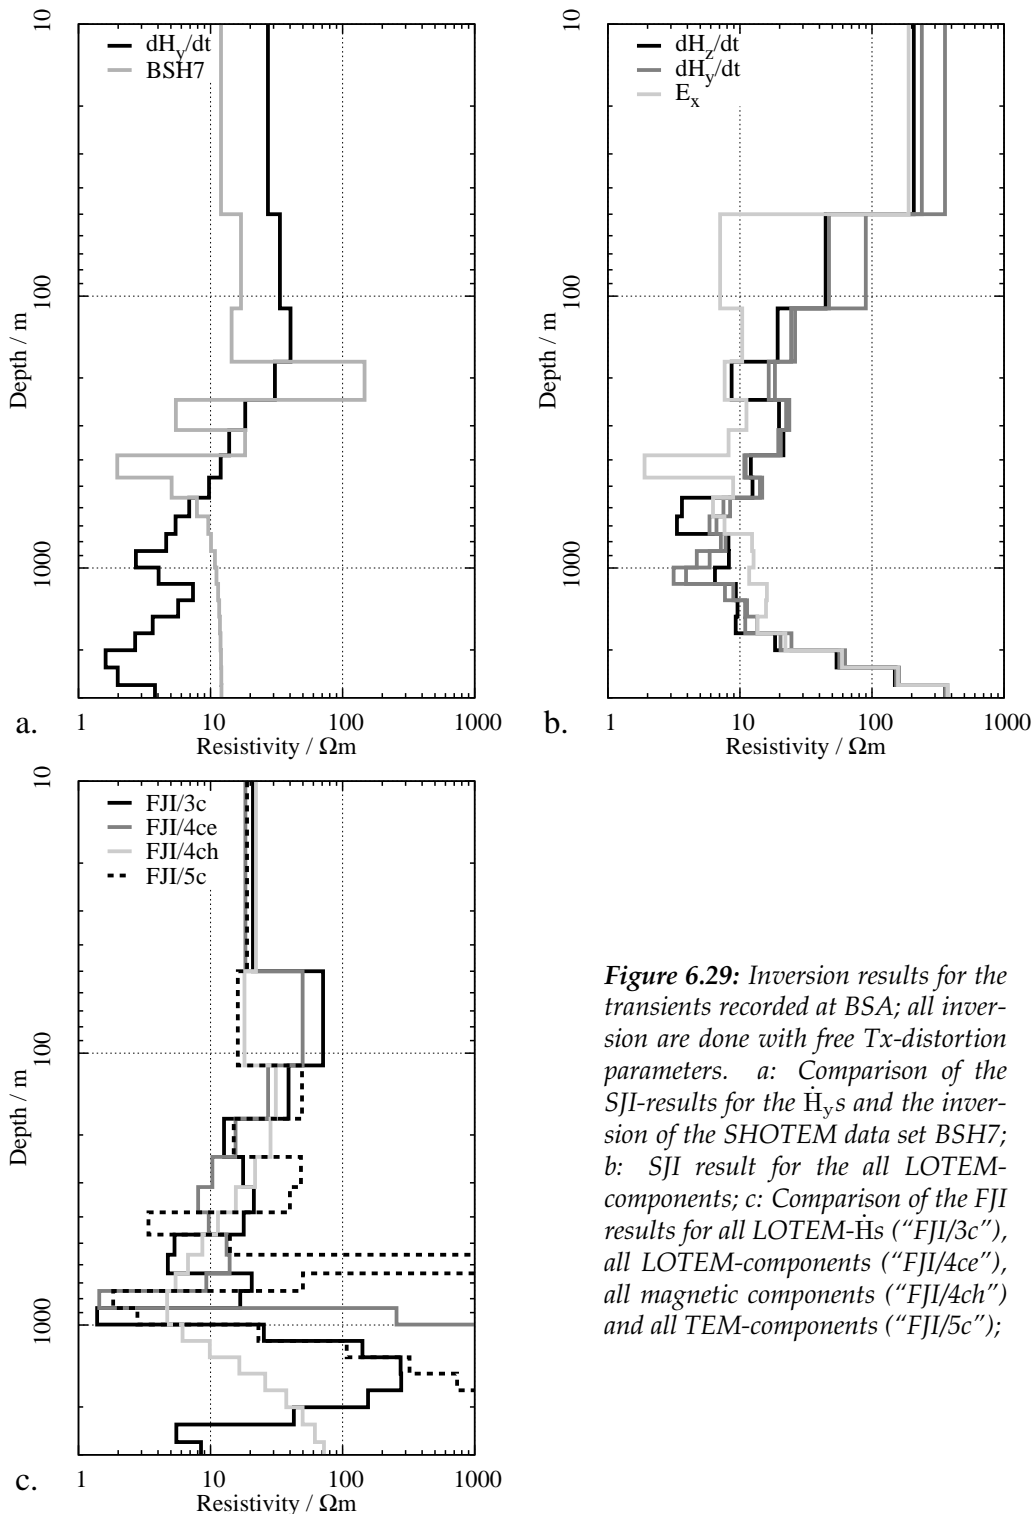 10
100
1000
Depth / m
dHy/dt
BSH7
1 10 100 1000
Resistivity / Ωm
a.
10
100
1000
Depth / m
dHz/dt
dHy/dt
Ex
1 10 100 1000
Resistivity / Ωm
b.
10
100
1000
Depth / m
FJI/3c
FJI/4ce
FJI/4ch
FJI/5c
1 10 100 1000
Resistivity / Ωm
c.
Figure 6.29: Inversion results for the
transients recorded at BSA; all inver-
sion are done with free Tx-distortion
parameters. a: Comparison of the
SJI-results for the Ḣys and the inver-
sion of the SHOTEM data set BSH7;
b: SJI result for the all LOTEM-
components; c: Comparison of the FJI
results for all LOTEM-Ḣs (“FJI/3c”),
all LOTEM-components (“FJI/4ce”),
all magnetic components (“FJI/4ch”)
and all TEM-components (“FJI/5c”);